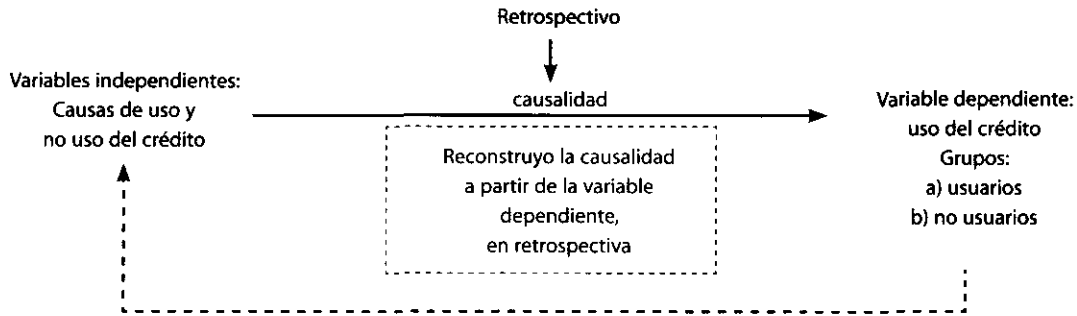 Retrospectivo
Variables independientes:
Causas de uso y
no uso del crédito
causalidad
Reconstruyo la causalidad
a partir de la variable
dependiente,
en retrospectiva
Variable dependiente:
uso del crédito
Grupos:
a) usuarios
b) no usuarios